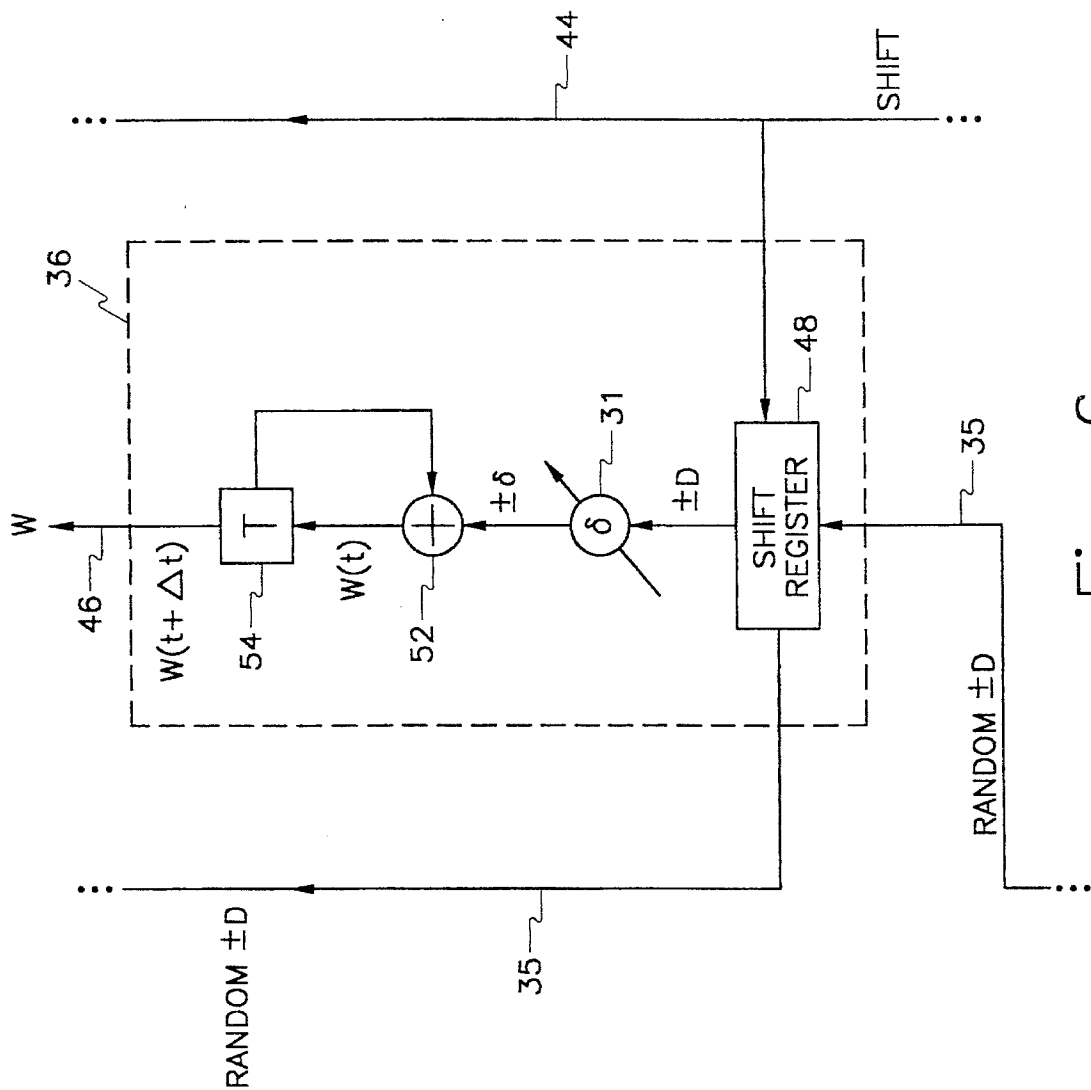 W
36
46
W(t+Δt)
RANDOM ±D
T
54
W(t)
+
52
±δ
44
35
δ
31
±D
SHIFT
REGISTER
48
SHIFT
35
RANDOM ±D